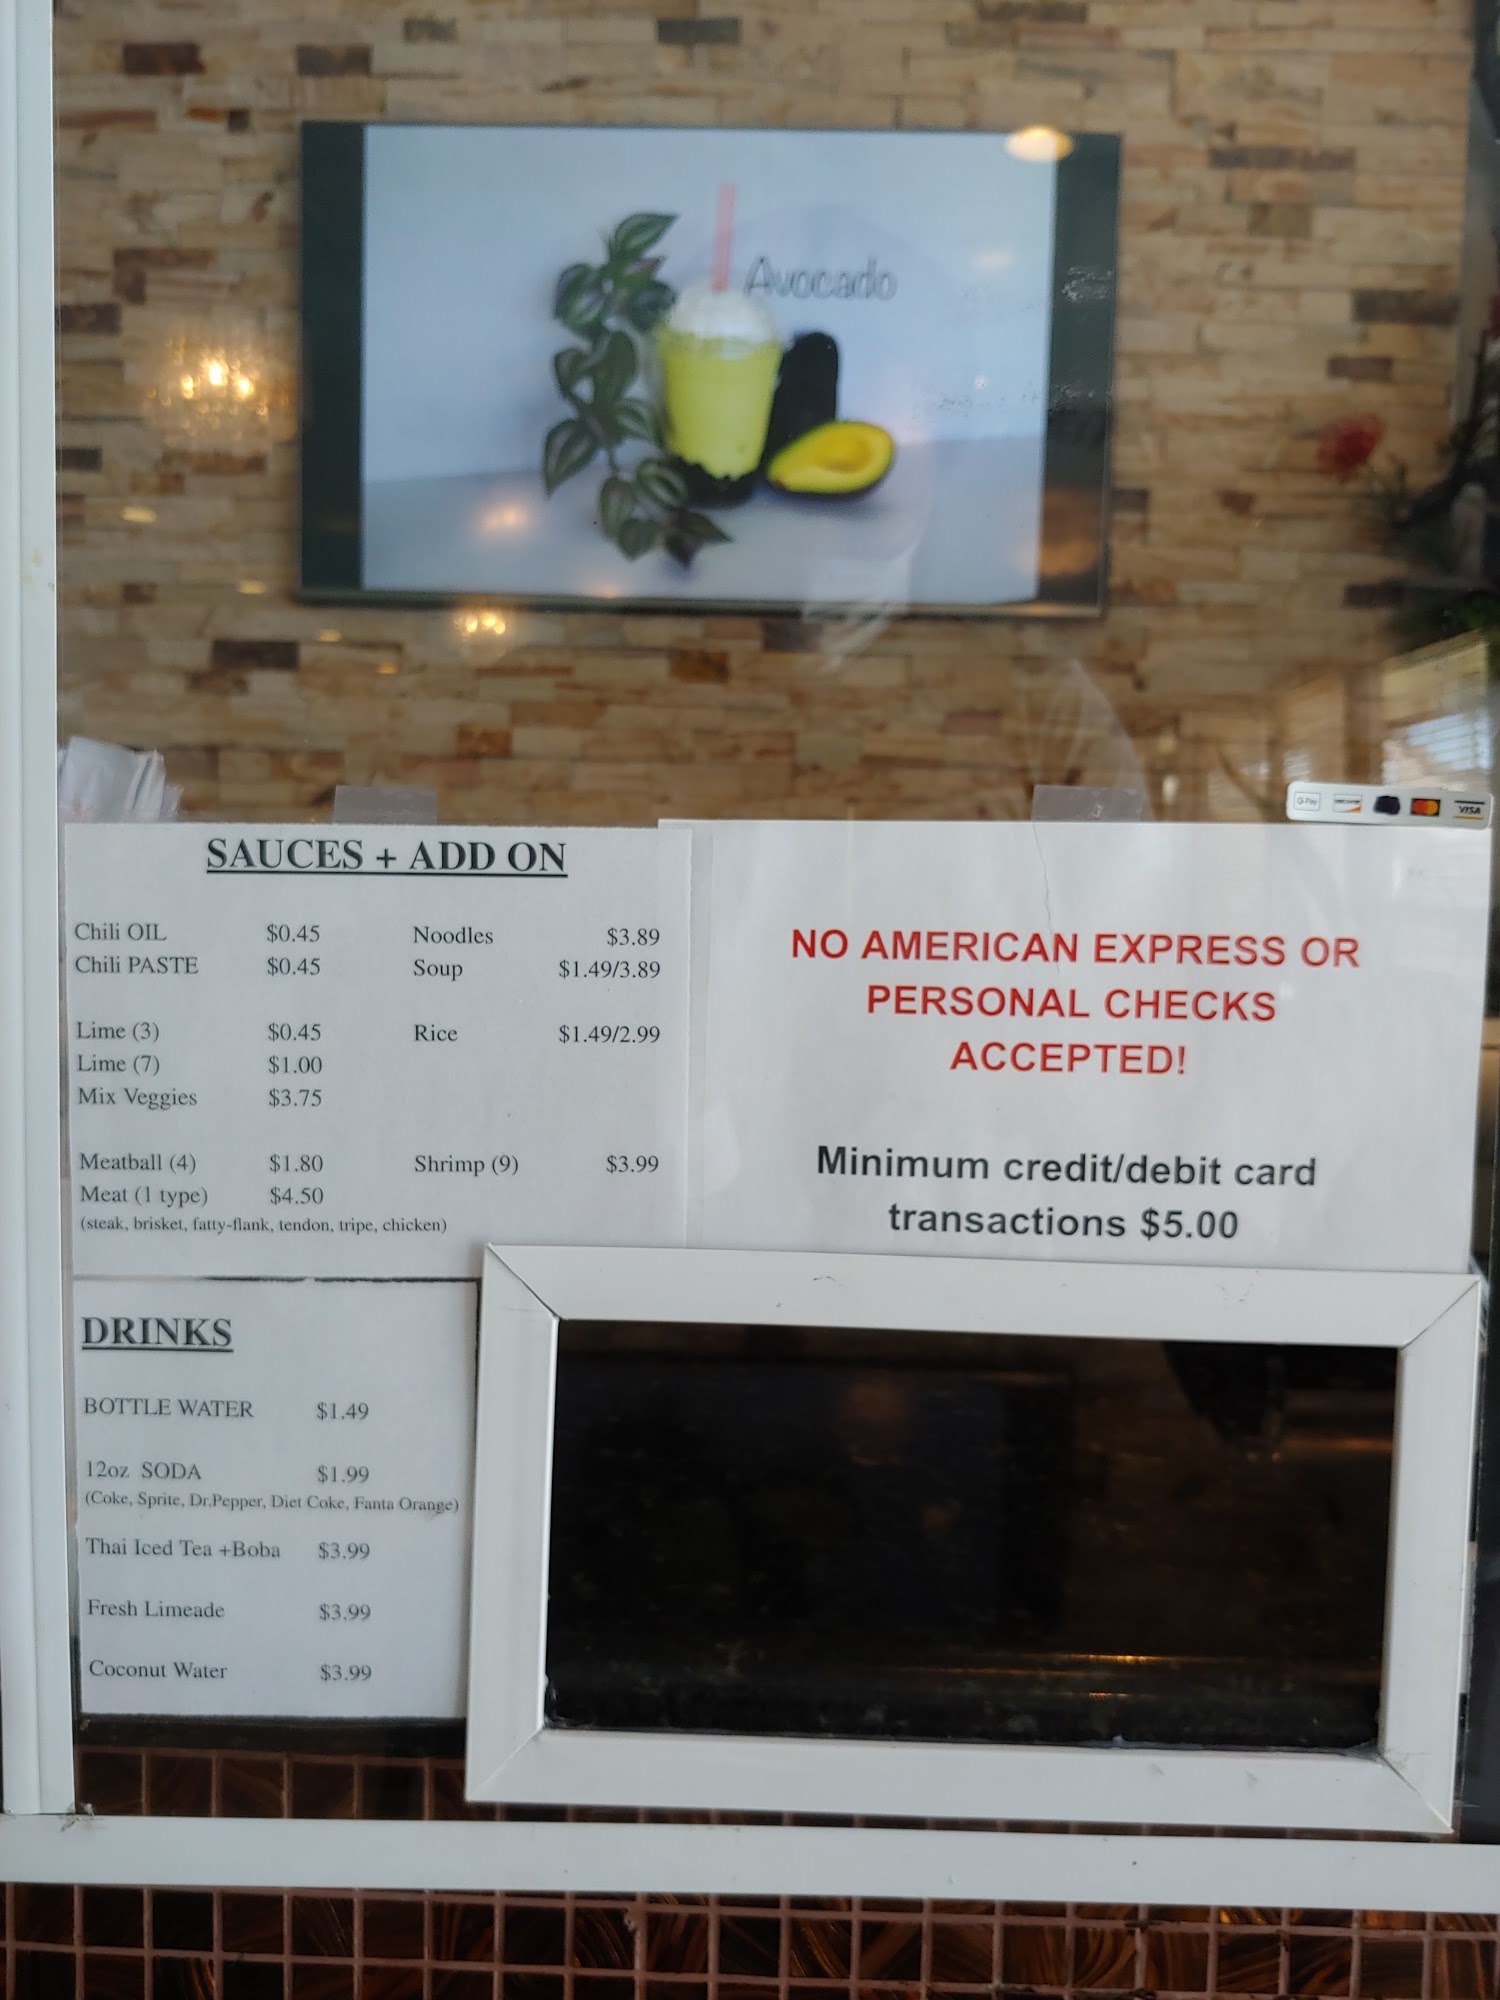 Avocado
G Pay DISCOVER VISA
SAUCES + ADD ON
Chili OIL $0.45 Noodles $3.89
Chili PASTE $0.45 Soup $1.49/3.89
Lime (3) $0.45 Rice $1.49/2.99
Lime (7) $1.00
Mix Veggies $3.75
Meatball (4) $1.80 Shrimp (9) $3.99
Meat (1 type) $4.50
(steak, brisket, fatty-flank, tendon, tripe, chicken)
NO AMERICAN EXPRESS OR
PERSONAL CHECKS
ACCEPTED!
Minimum credit/debit card
transactions $5.00
DRINKS
BOTTLE WATER $1.49
12oz SODA $1.99
(Coke, Sprite, Dr.Pepper, Diet Coke, Fanta Orange)
Thai Iced Tea +Boba $3.99
Fresh Limeade $3.99
Coconut Water $3.99